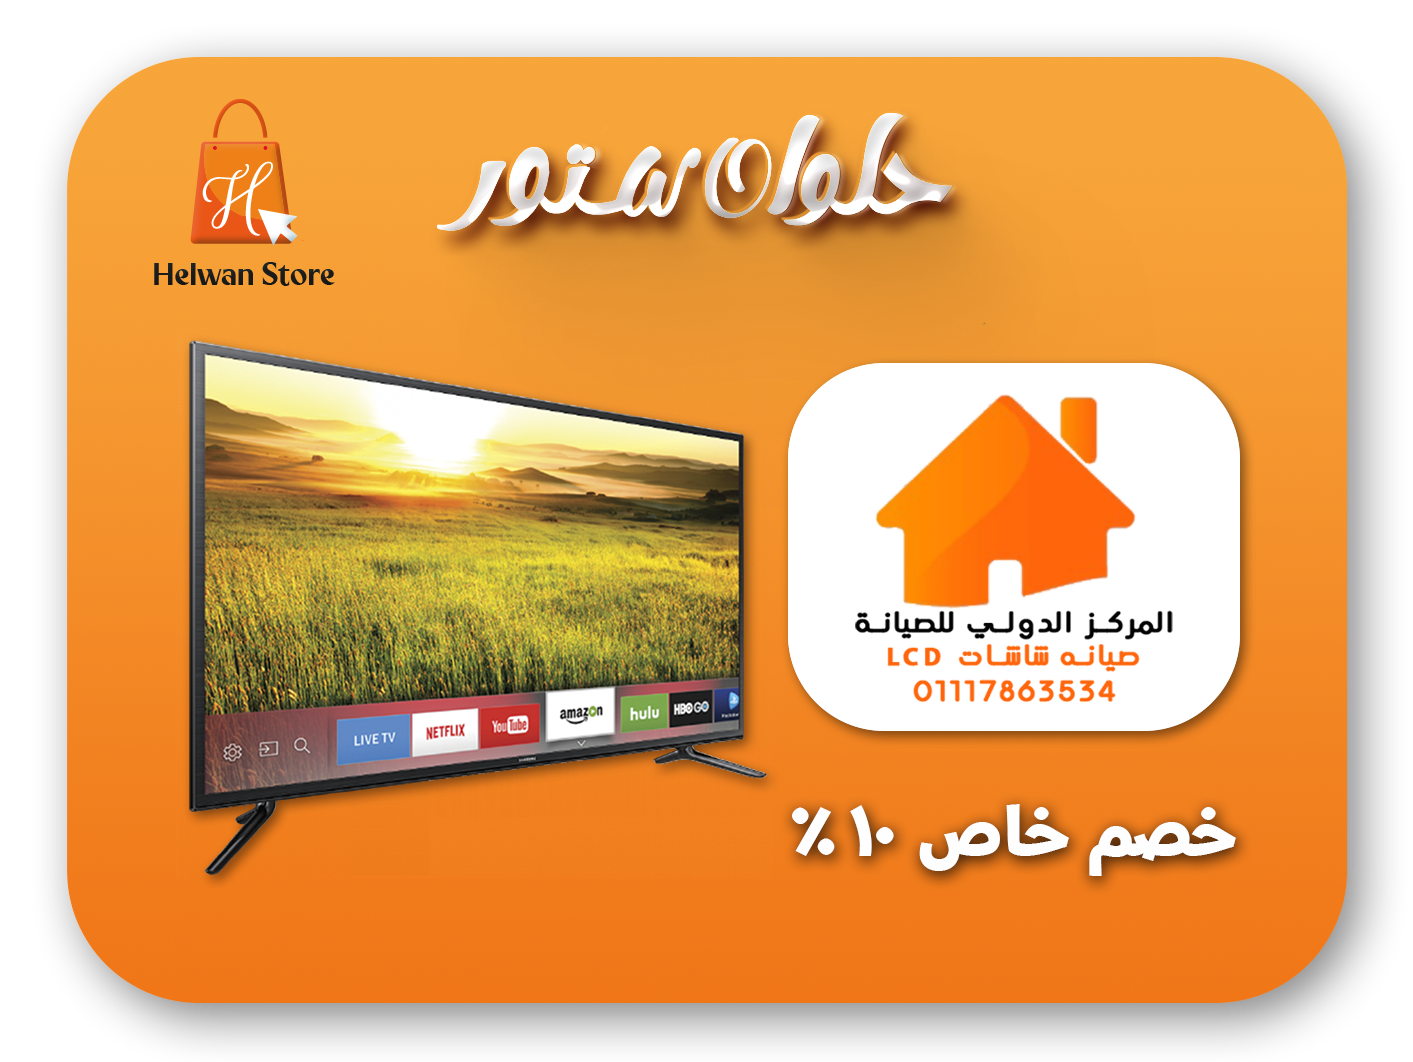 حلوان ستور
H
Helwan Store
LIVE TV
NETFLIX
YouTube
amazon
hulu
HBO GO
SAMSUNG
المركز الدولي للصيانة
صيانه شاشات LCD
01117863534
خصم خاص ١٠ ٪